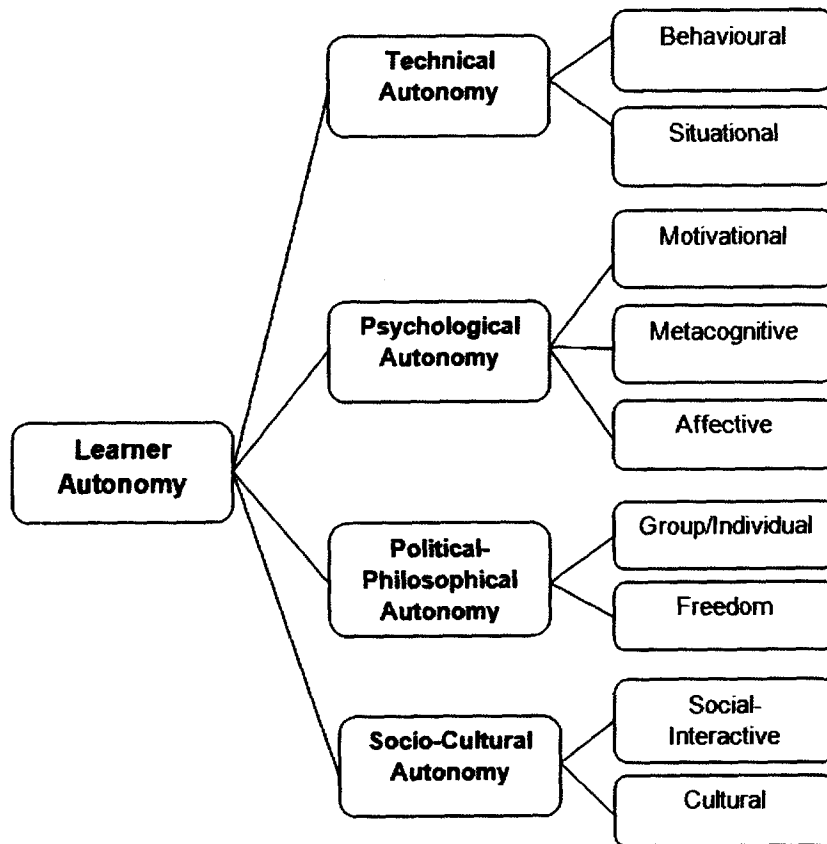 Learner
Autonomy
Technical
Autonomy
Behavioural
Situational
Psychological
Autonomy
Motivational
Metacognitive
Affective
Political-
Philosophical
Autonomy
Group/Individual
Freedom
Socio-Cultural
Autonomy
Social-
Interactive
Cultural